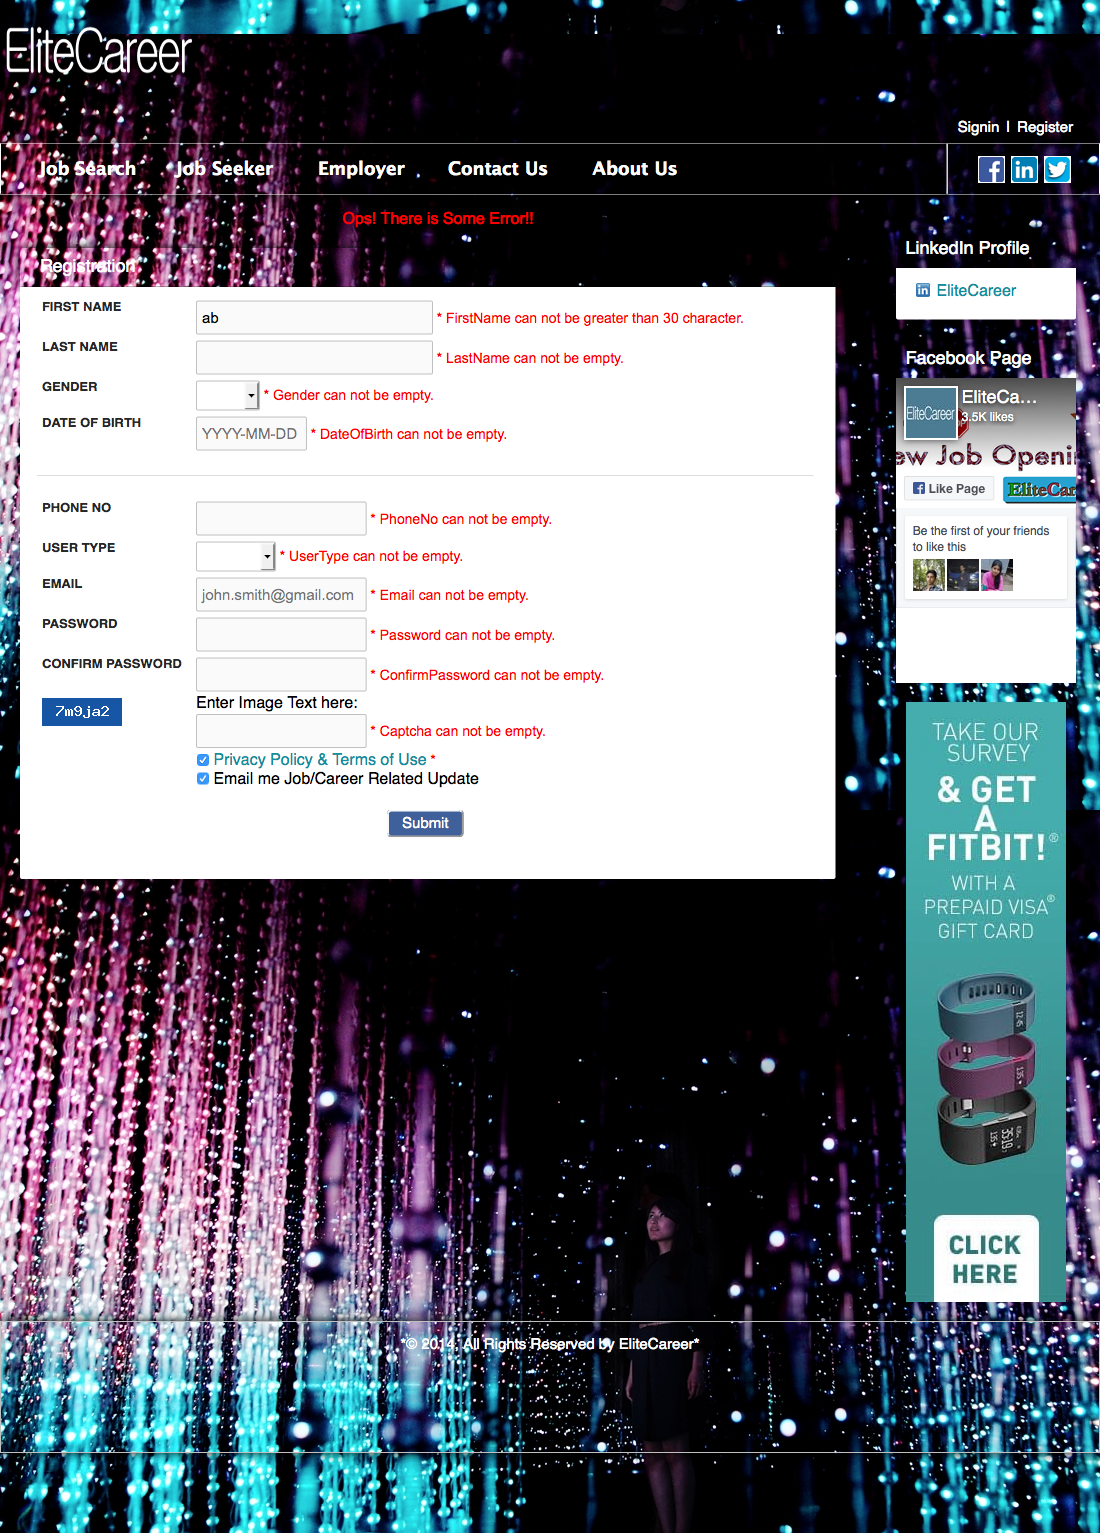 EliteCareer
Signin | Register
Job Search Job Seeker Employer Contact Us About Us
Ops! There is Some Error!!
Registration
FIRST NAME ab * FirstName can not be greater than 30 character.
LAST NAME * LastName can not be empty.
GENDER * Gender can not be empty.
DATE OF BIRTH YYYY-MM-DD * DateOfBirth can not be empty.
PHONE NO * PhoneNo can not be empty.
USER TYPE * UserType can not be empty.
EMAIL john.smith@gmail.com * Email can not be empty.
PASSWORD * Password can not be empty.
CONFIRM PASSWORD * ConfirmPassword can not be empty.
7m9ja2 Enter Image Text here:
* Captcha can not be empty.
Privacy Policy & Terms of Use *
Email me Job/Career Related Update
Submit
LinkedIn Profile
in EliteCareer
Facebook Page
EliteCareer EliteCa...
3.5K likes
ew Job Openi
Like Page EliteCar
Be the first of your friends
to like this
TAKE OUR
SURVEY
& GET
A
FITBIT!®
WITH A
PREPAID VISA®
GIFT CARD
CLICK
HERE
*© 2014, All Rights Reserved by EliteCareer*